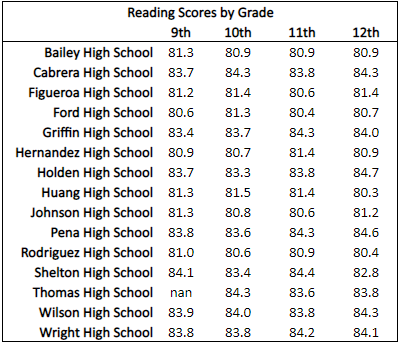 Reading Scores by Grade
9th 10th 11th 12th
Bailey High School 81.3 80.9 80.9 80.9
Cabrera High School 83.7 84.3 83.8 84.3
Figueroa High School 81.2 81.4 80.6 81.4
Ford High School 80.6 81.3 80.4 80.7
Griffin High School 83.4 83.7 84.3 84.0
Hernandez High School 80.9 80.7 81.4 80.9
Holden High School 83.7 83.3 83.8 84.7
Huang High School 81.3 81.5 81.4 80.3
Johnson High School 81.3 80.8 80.6 81.2
Pena High School 83.8 83.6 84.3 84.6
Rodriguez High School 81.0 80.6 80.9 80.4
Shelton High School 84.1 83.4 84.4 82.8
Thomas High School nan 84.3 83.6 83.8
Wilson High School 83.9 84.0 83.8 84.3
Wright High School 83.8 83.8 84.2 84.1